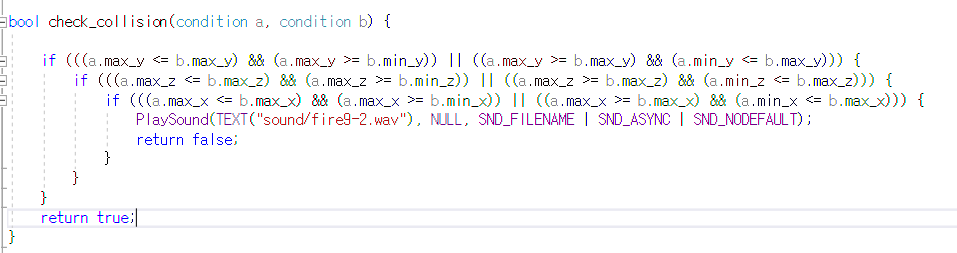 bool check_collision(condition a, condition b) {
if (((a.max_y <= b.max_y) && (a.max_y >= b.min_y)) || ((a.max_y >= b.max_y) && (a.min_y <= b.max_y))) {
if (((a.max_z <= b.max_z) && (a.max_z >= b.min_z)) || ((a.max_z >= b.max_z) && (a.min_z <= b.max_z))) {
if (((a.max_x <= b.max_x) && (a.max_x >= b.min_x)) || ((a.max_x >= b.max_x) && (a.min_x <= b.max_x))) {
PlaySound(TEXT("sound/fire9-2.wav"), NULL, SND_FILENAME | SND_ASYNC | SND_NODEFAULT);
return false;
}
}
}
return true;
}